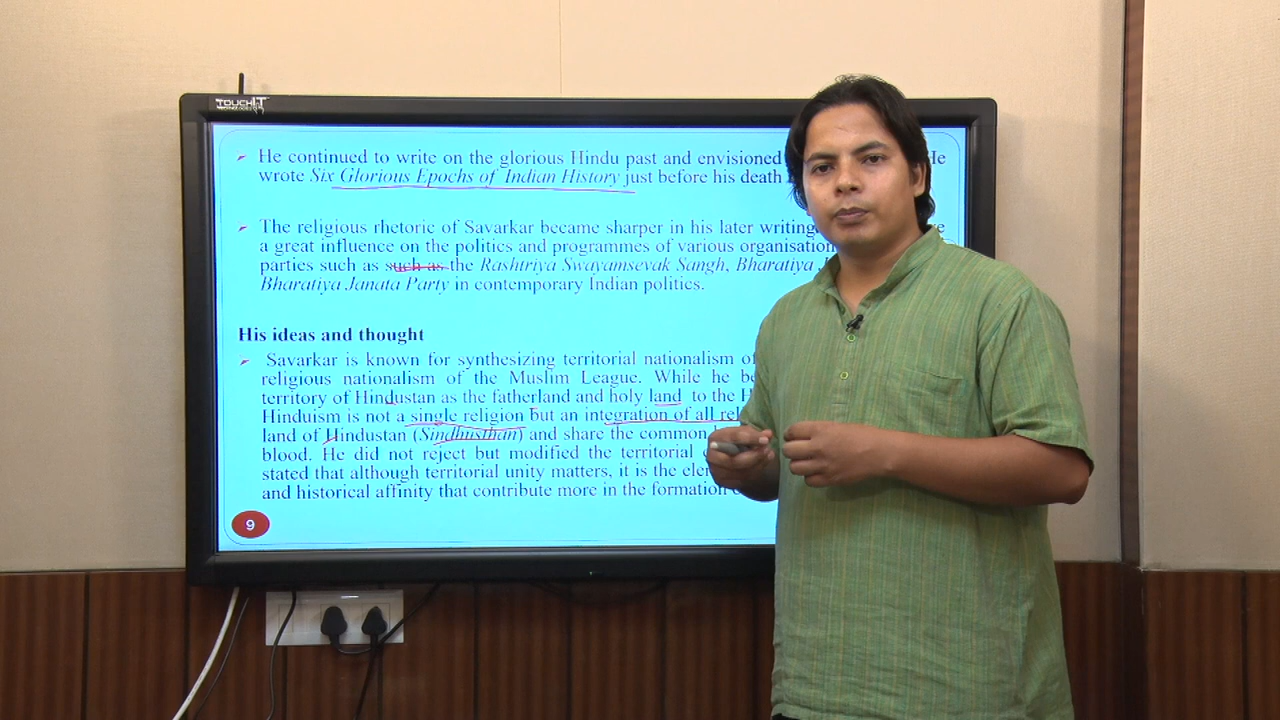 TOUCHIT
TECHNOLOGIES
He continued to write on the glorious Hindu past and envisioned He
wrote Six Glorious Epochs of Indian History just before his death
The religious rhetoric of Savarkar became sharper in his later
a great influence on the politics and programmes of various
parties such as such as the Rashtriya Swayamsevak Sangh, Bharatiya
Bharatiya Janata Party in contemporary Indian politics.
His ideas and thought
Savarkar is known for synthesizing territorial nationalism
religious nationalism of the Muslim League. While he
territory of Hindustan as the fatherland and holy land to the
Hinduism is not a single religion but an integration of all
land of Hindustan (Sindhusthan) and share the common
blood. He did not reject but modified the territorial
stated that although territorial unity matters, it is the
and historical affinity that contribute more in the formation
9